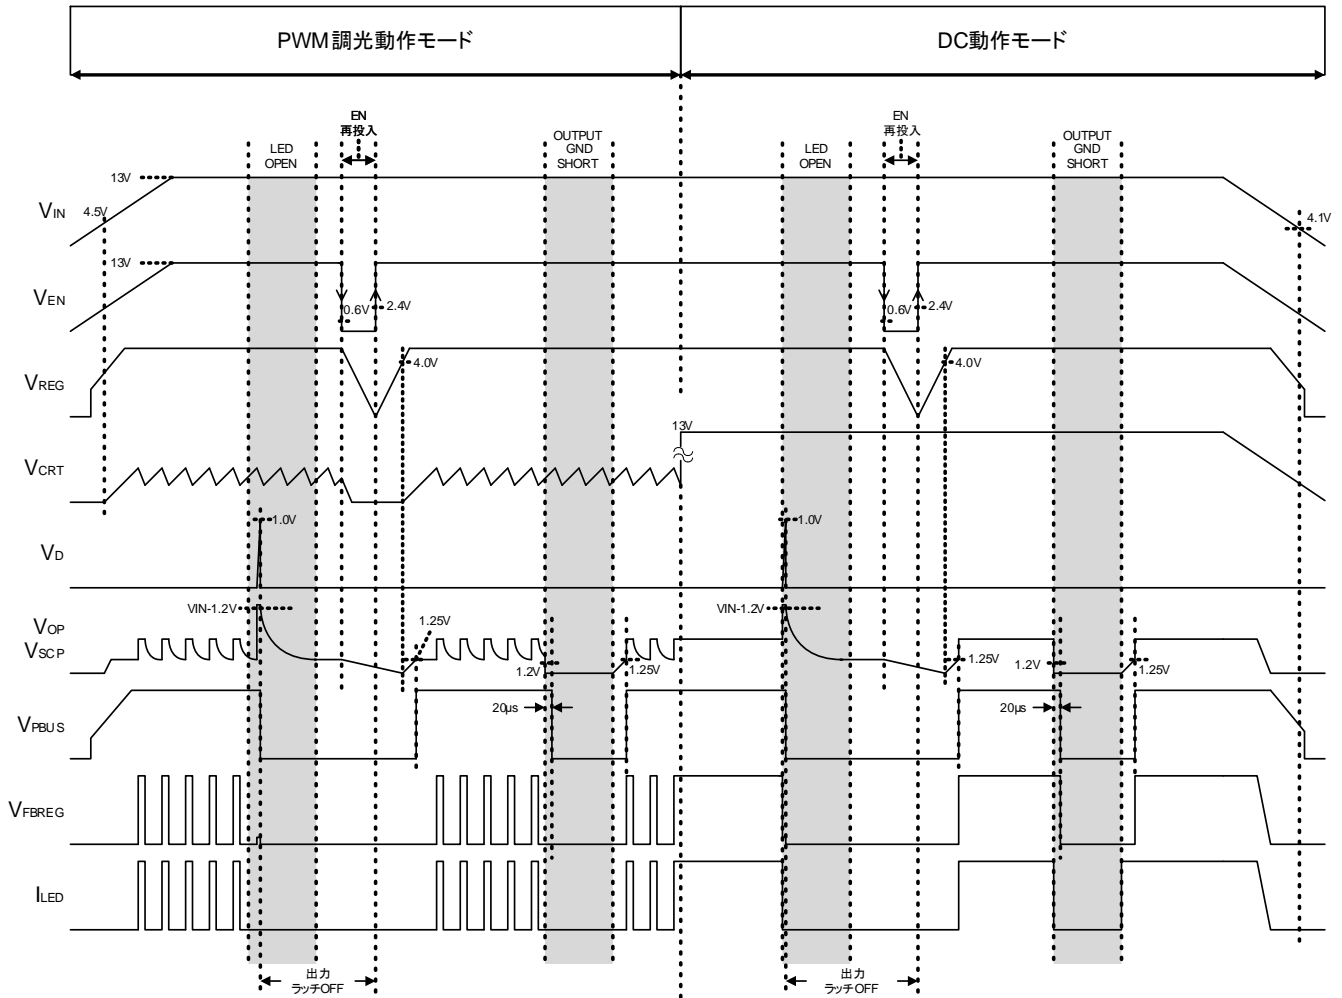 PWM調光動作モード
DC動作モード
LED
OPEN
EN
再投入
OUTPUT
GND
SHORT
LED
OPEN
EN
再投入
OUTPUT
GND
SHORT
VIN
13V
4.5V
4.1V
VEN
13V
0.6V
2.4V
0.6V
2.4V
VREG
4.0V
4.0V
VCRT
13V
VD
1.0V
1.0V
VOP
VSCP
VIN-1.2V
1.25V
1.2V
1.25V
VIN-1.2V
1.25V
1.2V
1.25V
VPBUS
20μs
20μs
VFBREG
ILED
出力
ラッチOFF
出力
ラッチOFF